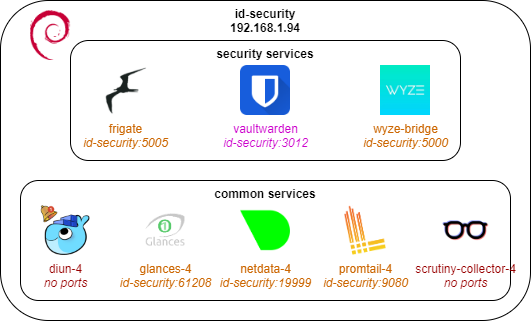 id-security
192.168.1.94
security services
WYZE
frigate
vaultwarden
wyze-bridge
id-security:5005
id-security:3012
id-security:5000
common services
Glances
diun-4
glances-4
netdata-4
promtail-4
scrutiny-collector-4
no ports
id-security:61208
id-security:19999
id-security:9080
no ports